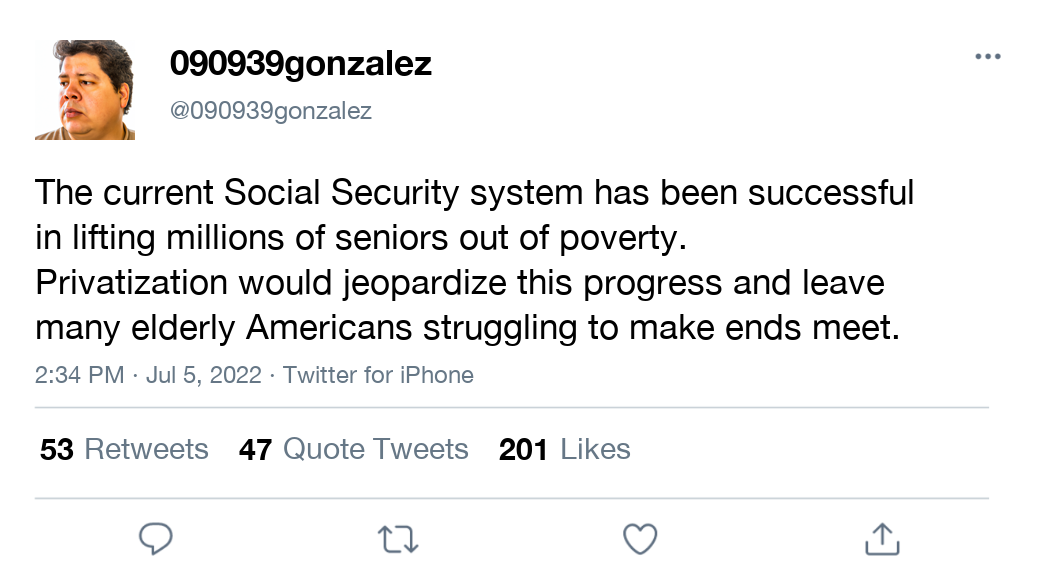 090939gonzalez
@090939gonzalez
The current Social Security system has been successful
in lifting millions of seniors out of poverty.
Privatization would jeopardize this progress and leave
many elderly Americans struggling to make ends meet.
2:34 PM · Jul 5, 2022 · Twitter for iPhone
53 Retweets 47 Quote Tweets 201 Likes